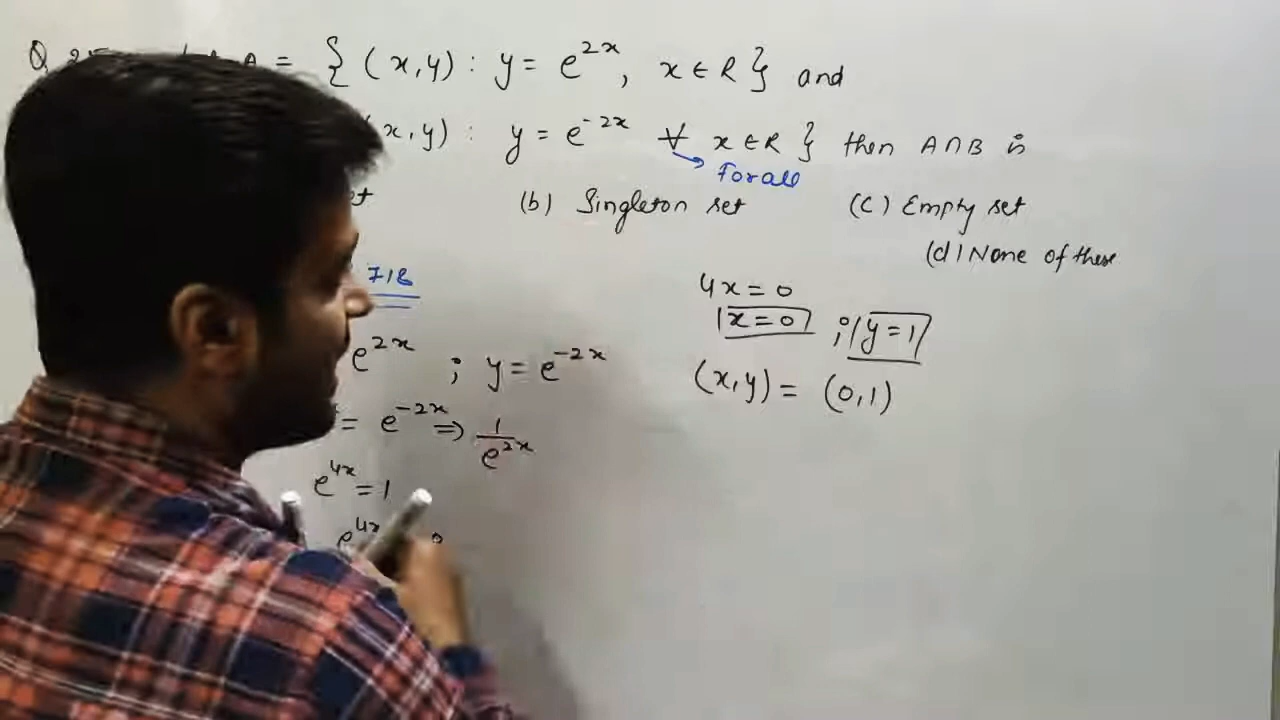 Q = { (x,y) : y = e^{2x}, x ∈ R } and
x,y) : y = e^{-2x} ∀ x ∈ R } then A∩B is
For all
(b) Singleton set (c) Empty set
(d) None of these
e^{2x} ; y = e^{-2x}
= e^{-2x} ⇒ 1/e^{2x}
e^{4x} = 1
e^{4x}
4x = 0
x = 0 ; y = 1
(x,y) = (0,1)